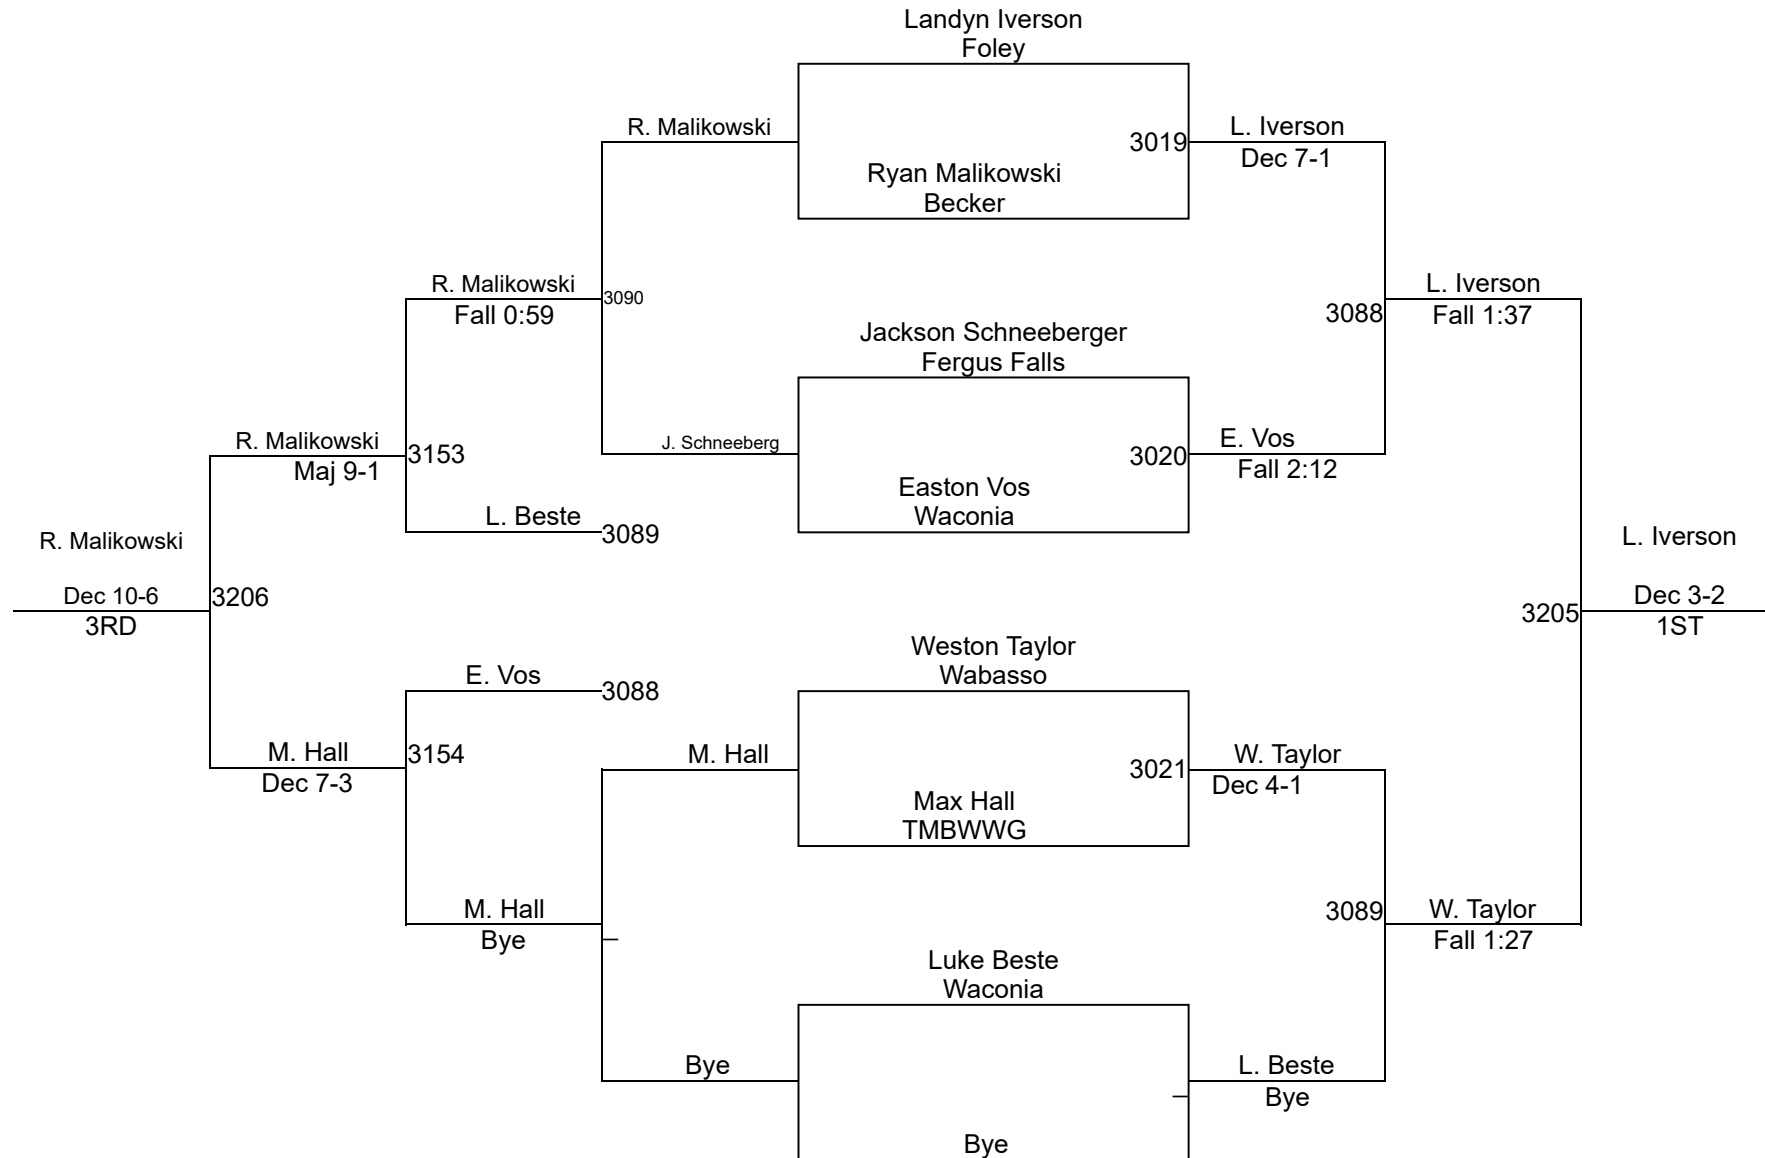 Landyn Iverson
Foley
R. Malikowski
3019
L. Iverson
Dec 7-1
Ryan Malikowski
Becker
R. Malikowski
Fall 0:59
3090
3088
L. Iverson
Fall 1:37
Jackson Schneeberger
Fergus Falls
R. Malikowski
Maj 9-1
3153
J. Schneeberg
3020
E. Vos
Fall 2:12
Easton Vos
Waconia
L. Beste
3089
R. Malikowski
Dec 10-6
3RD
3206
3205
L. Iverson
Dec 3-2
1ST
Weston Taylor
Wabasso
E. Vos
3088
M. Hall
Dec 7-3
3154
M. Hall
3021
W. Taylor
Dec 4-1
Max Hall
TMBWWG
M. Hall
Bye
3089
W. Taylor
Fall 1:27
Luke Beste
Waconia
Bye
L. Beste
Bye
Bye